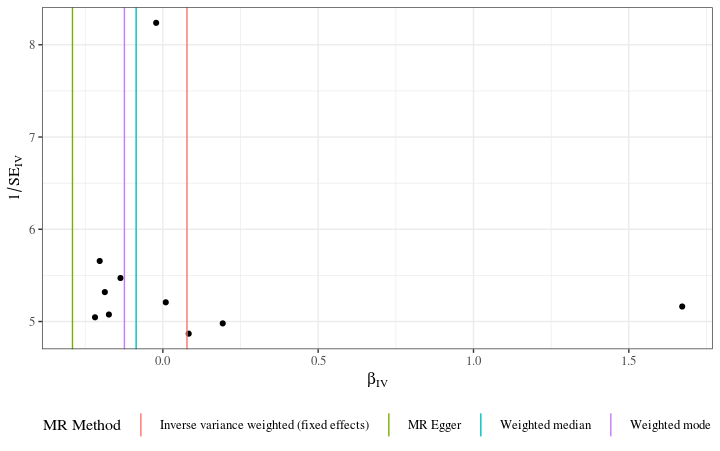 8
7
6
5
1/SE_IV
0.0 0.5 1.0 1.5
β_IV
MR Method Inverse variance weighted (fixed effects) MR Egger Weighted median Weighted mode